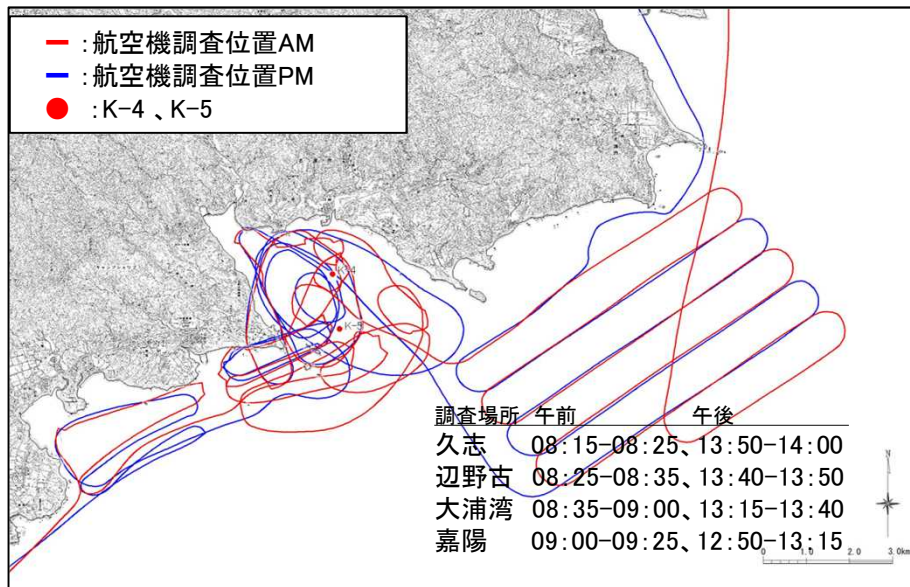 :航空機調査位置AM
:航空機調査位置PM
:K-4 、K-5
K-4
K-5
調査場所 午前 午後
久志 08:15-08:25、13:50-14:00
辺野古 08:25-08:35、13:40-13:50
大浦湾 08:35-09:00、13:15-13:40
嘉陽 09:00-09:25、12:50-13:15
N
0 1.0 2.0 3.0km